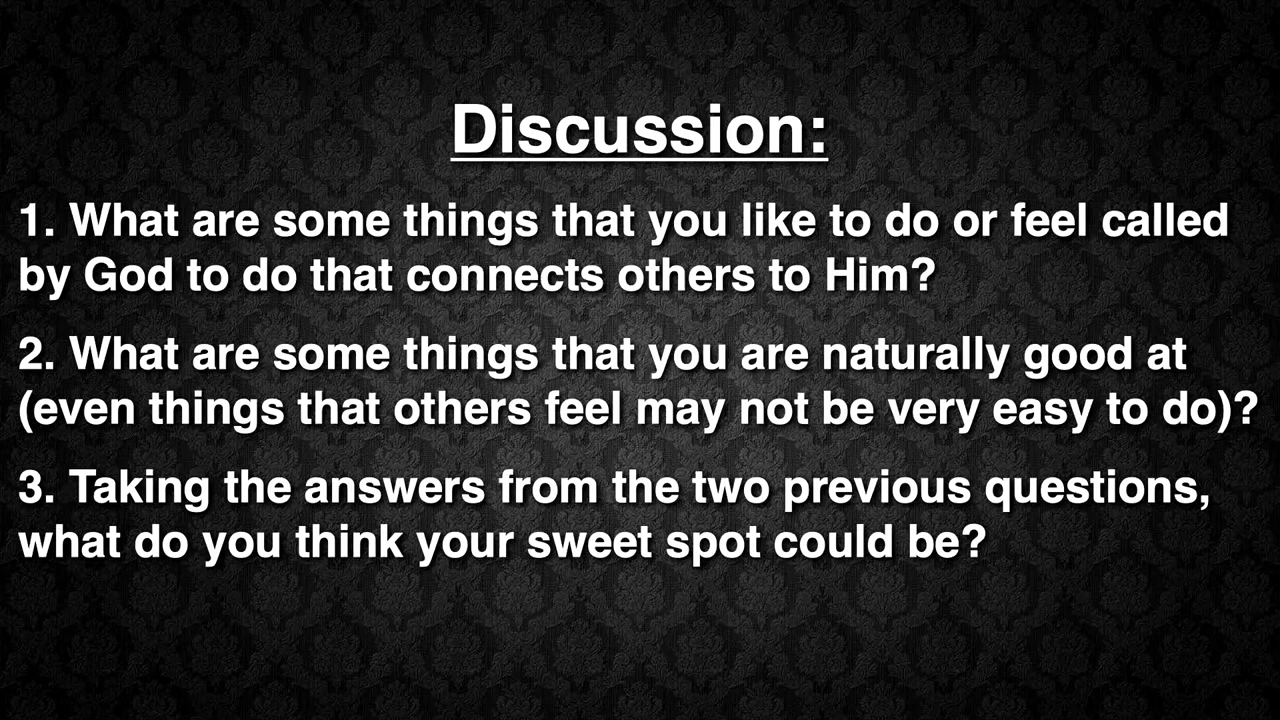 Discussion:
1. What are some things that you like to do or feel called
by God to do that connects others to Him?
2. What are some things that you are naturally good at
(even things that others feel may not be very easy to do)?
3. Taking the answers from the two previous questions,
what do you think your sweet spot could be?